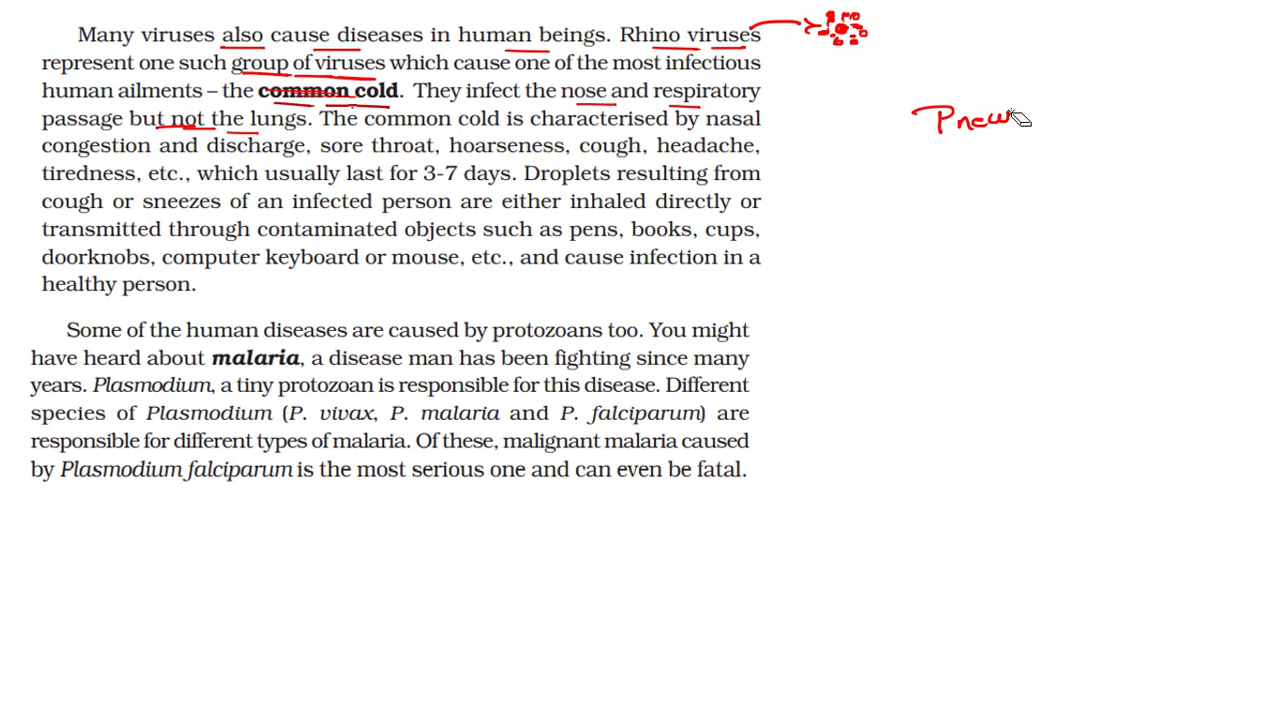 Many viruses also cause diseases in human beings. Rhino viruses
represent one such group of viruses which cause one of the most infectious
human ailments – the common cold. They infect the nose and respiratory
passage but not the lungs. The common cold is characterised by nasal
congestion and discharge, sore throat, hoarseness, cough, headache,
tiredness, etc., which usually last for 3-7 days. Droplets resulting from
cough or sneezes of an infected person are either inhaled directly or
transmitted through contaminated objects such as pens, books, cups,
doorknobs, computer keyboard or mouse, etc., and cause infection in a
healthy person.
Pneu
Some of the human diseases are caused by protozoans too. You might
have heard about malaria, a disease man has been fighting since many
years. Plasmodium, a tiny protozoan is responsible for this disease. Different
species of Plasmodium (P. vivax, P. malaria and P. falciparum) are
responsible for different types of malaria. Of these, malignant malaria caused
by Plasmodium falciparum is the most serious one and can even be fatal.